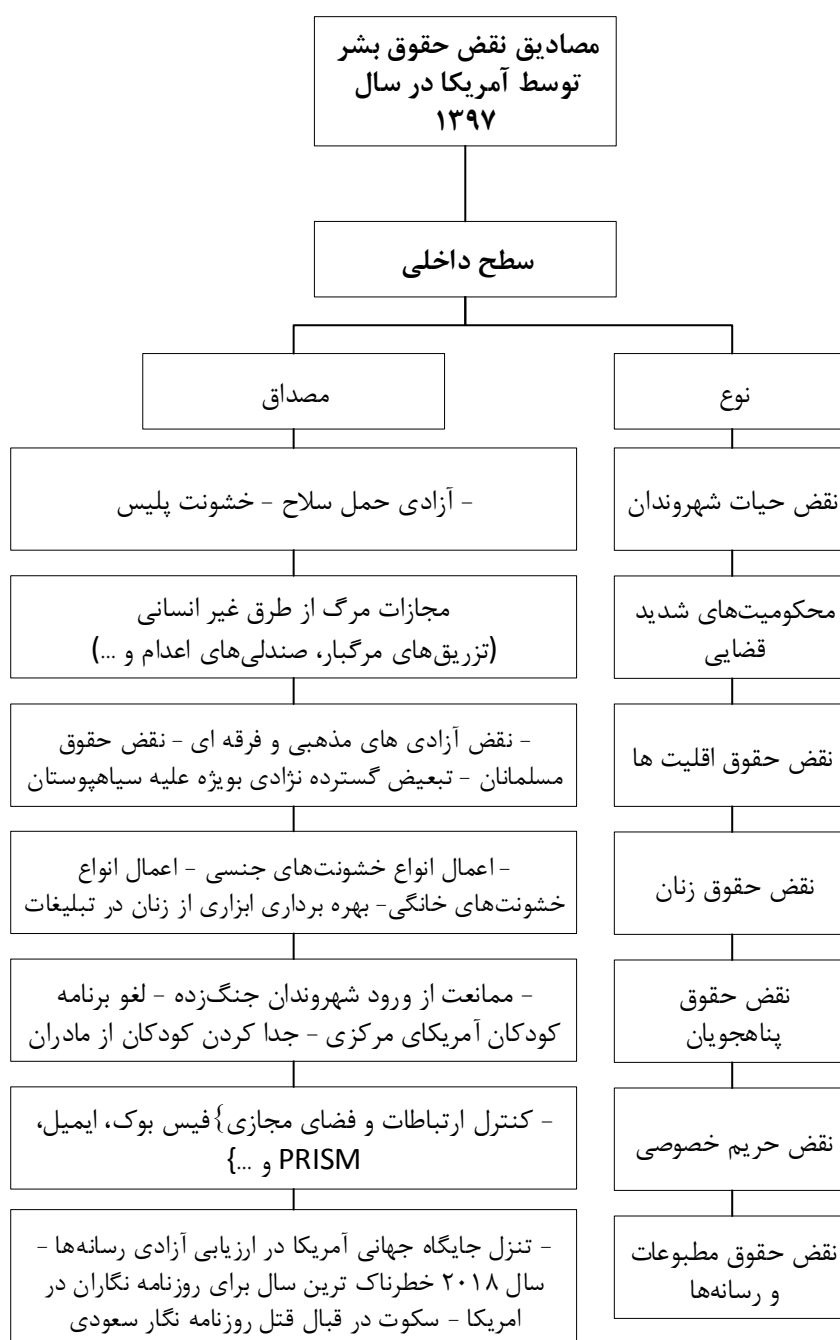 مصادیق نقض حقوق بشر
توسط آمریکا در سال
۱۳۹۷
سطح داخلی
نوع
مصداق
نقض حیات شهروندان
- آزادی حمل سلاح - خشونت پلیس
محکومیت‌های شدید
قضایی
مجازات مرگ از طرق غیر انسانی
(تزریق‌های مرگبار، صندلی‌های اعدام و ...)
نقض حقوق اقلیت ها
- نقض آزادی های مذهبی و فرقه ای - نقض حقوق
مسلمانان - تبعیض گسترده نژادی بویژه علیه سیاهپوستان
نقض حقوق زنان
- اعمال انواع خشونت‌های جنسی - اعمال انواع
خشونت‌های خانگی- بهره برداری ابزاری از زنان در تبلیغات
نقض حقوق
پناهجویان
- ممانعت از ورود شهروندان جنگ‌زده - لغو برنامه
کودکان آمریکای مرکزی - جدا کردن کودکان از مادران
نقض حریم خصوصی
- کنترل ارتباطات و فضای مجازی{فیس بوک، ایمیل،
PRISM و ...}
نقض حقوق مطبوعات
و رسانه‌ها
- تنزل جایگاه جهانی آمریکا در ارزیابی آزادی رسانه‌ها -
سال ۲۰۱۸ خطرناک ترین سال برای روزنامه نگاران در
امریکا - سکوت در قبال قتل روزنامه نگار سعودی